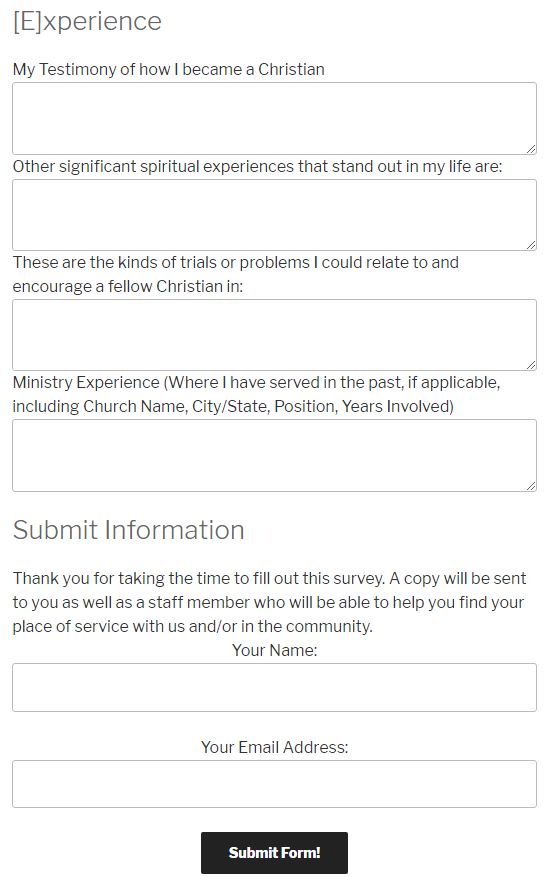 [E]xperience
My Testimony of how I became a Christian
Other significant spiritual experiences that stand out in my life are:
These are the kinds of trials or problems I could relate to and
encourage a fellow Christian in:
Ministry Experience (Where I have served in the past, if applicable,
including Church Name, City/State, Position, Years Involved)
Submit Information
Thank you for taking the time to fill out this survey. A copy will be sent
to you as well as a staff member who will be able to help you find your
place of service with us and/or in the community.
Your Name:
Your Email Address:
Submit Form!